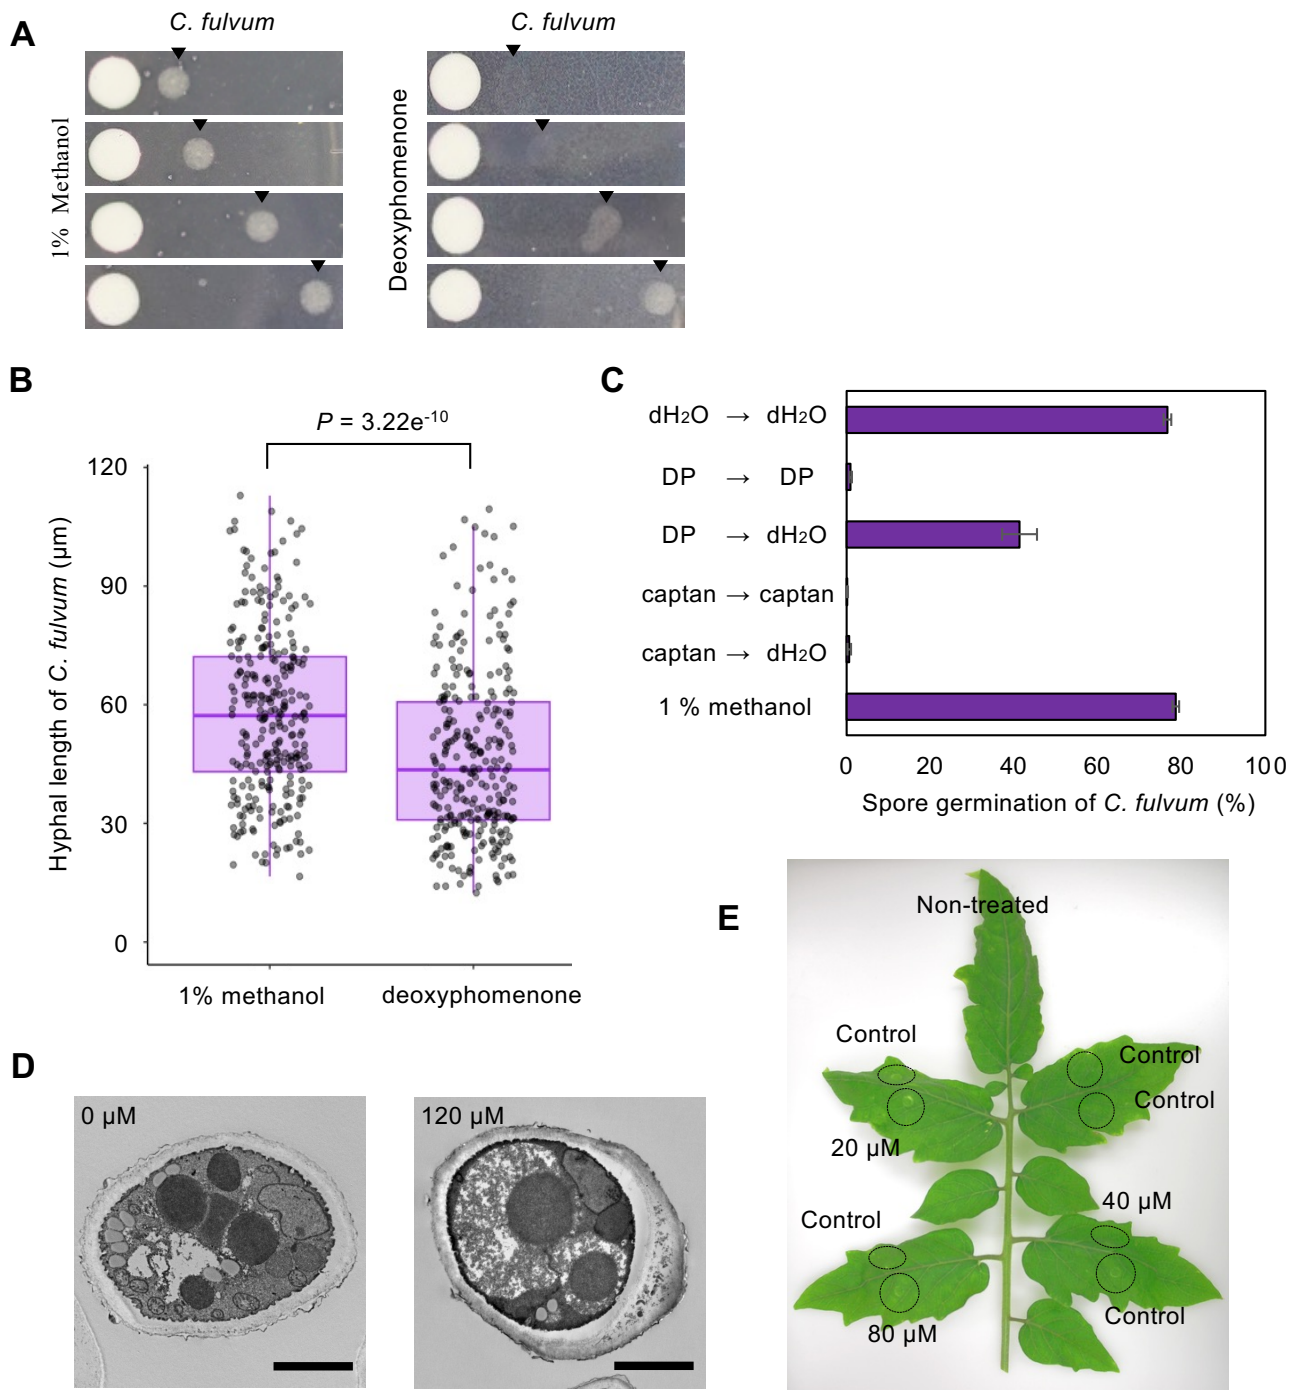 A
C. fulvum
C. fulvum
1% Methanol
Deoxyphomenone
B
P = 3.22e-10
120
90
60
30
0
Hyphal length of C. fulvum (µm)
1% methanol
deoxyphomenone
C
dH2O → dH2O
DP → DP
DP → dH2O
captan → captan
captan → dH2O
1 % methanol
0 20 40 60 80 100
Spore germination of C. fulvum (%)
D
0 µM
120 µM
E
Non-treated
Control
Control
Control
20 µM
40 µM
Control
Control
80 µM